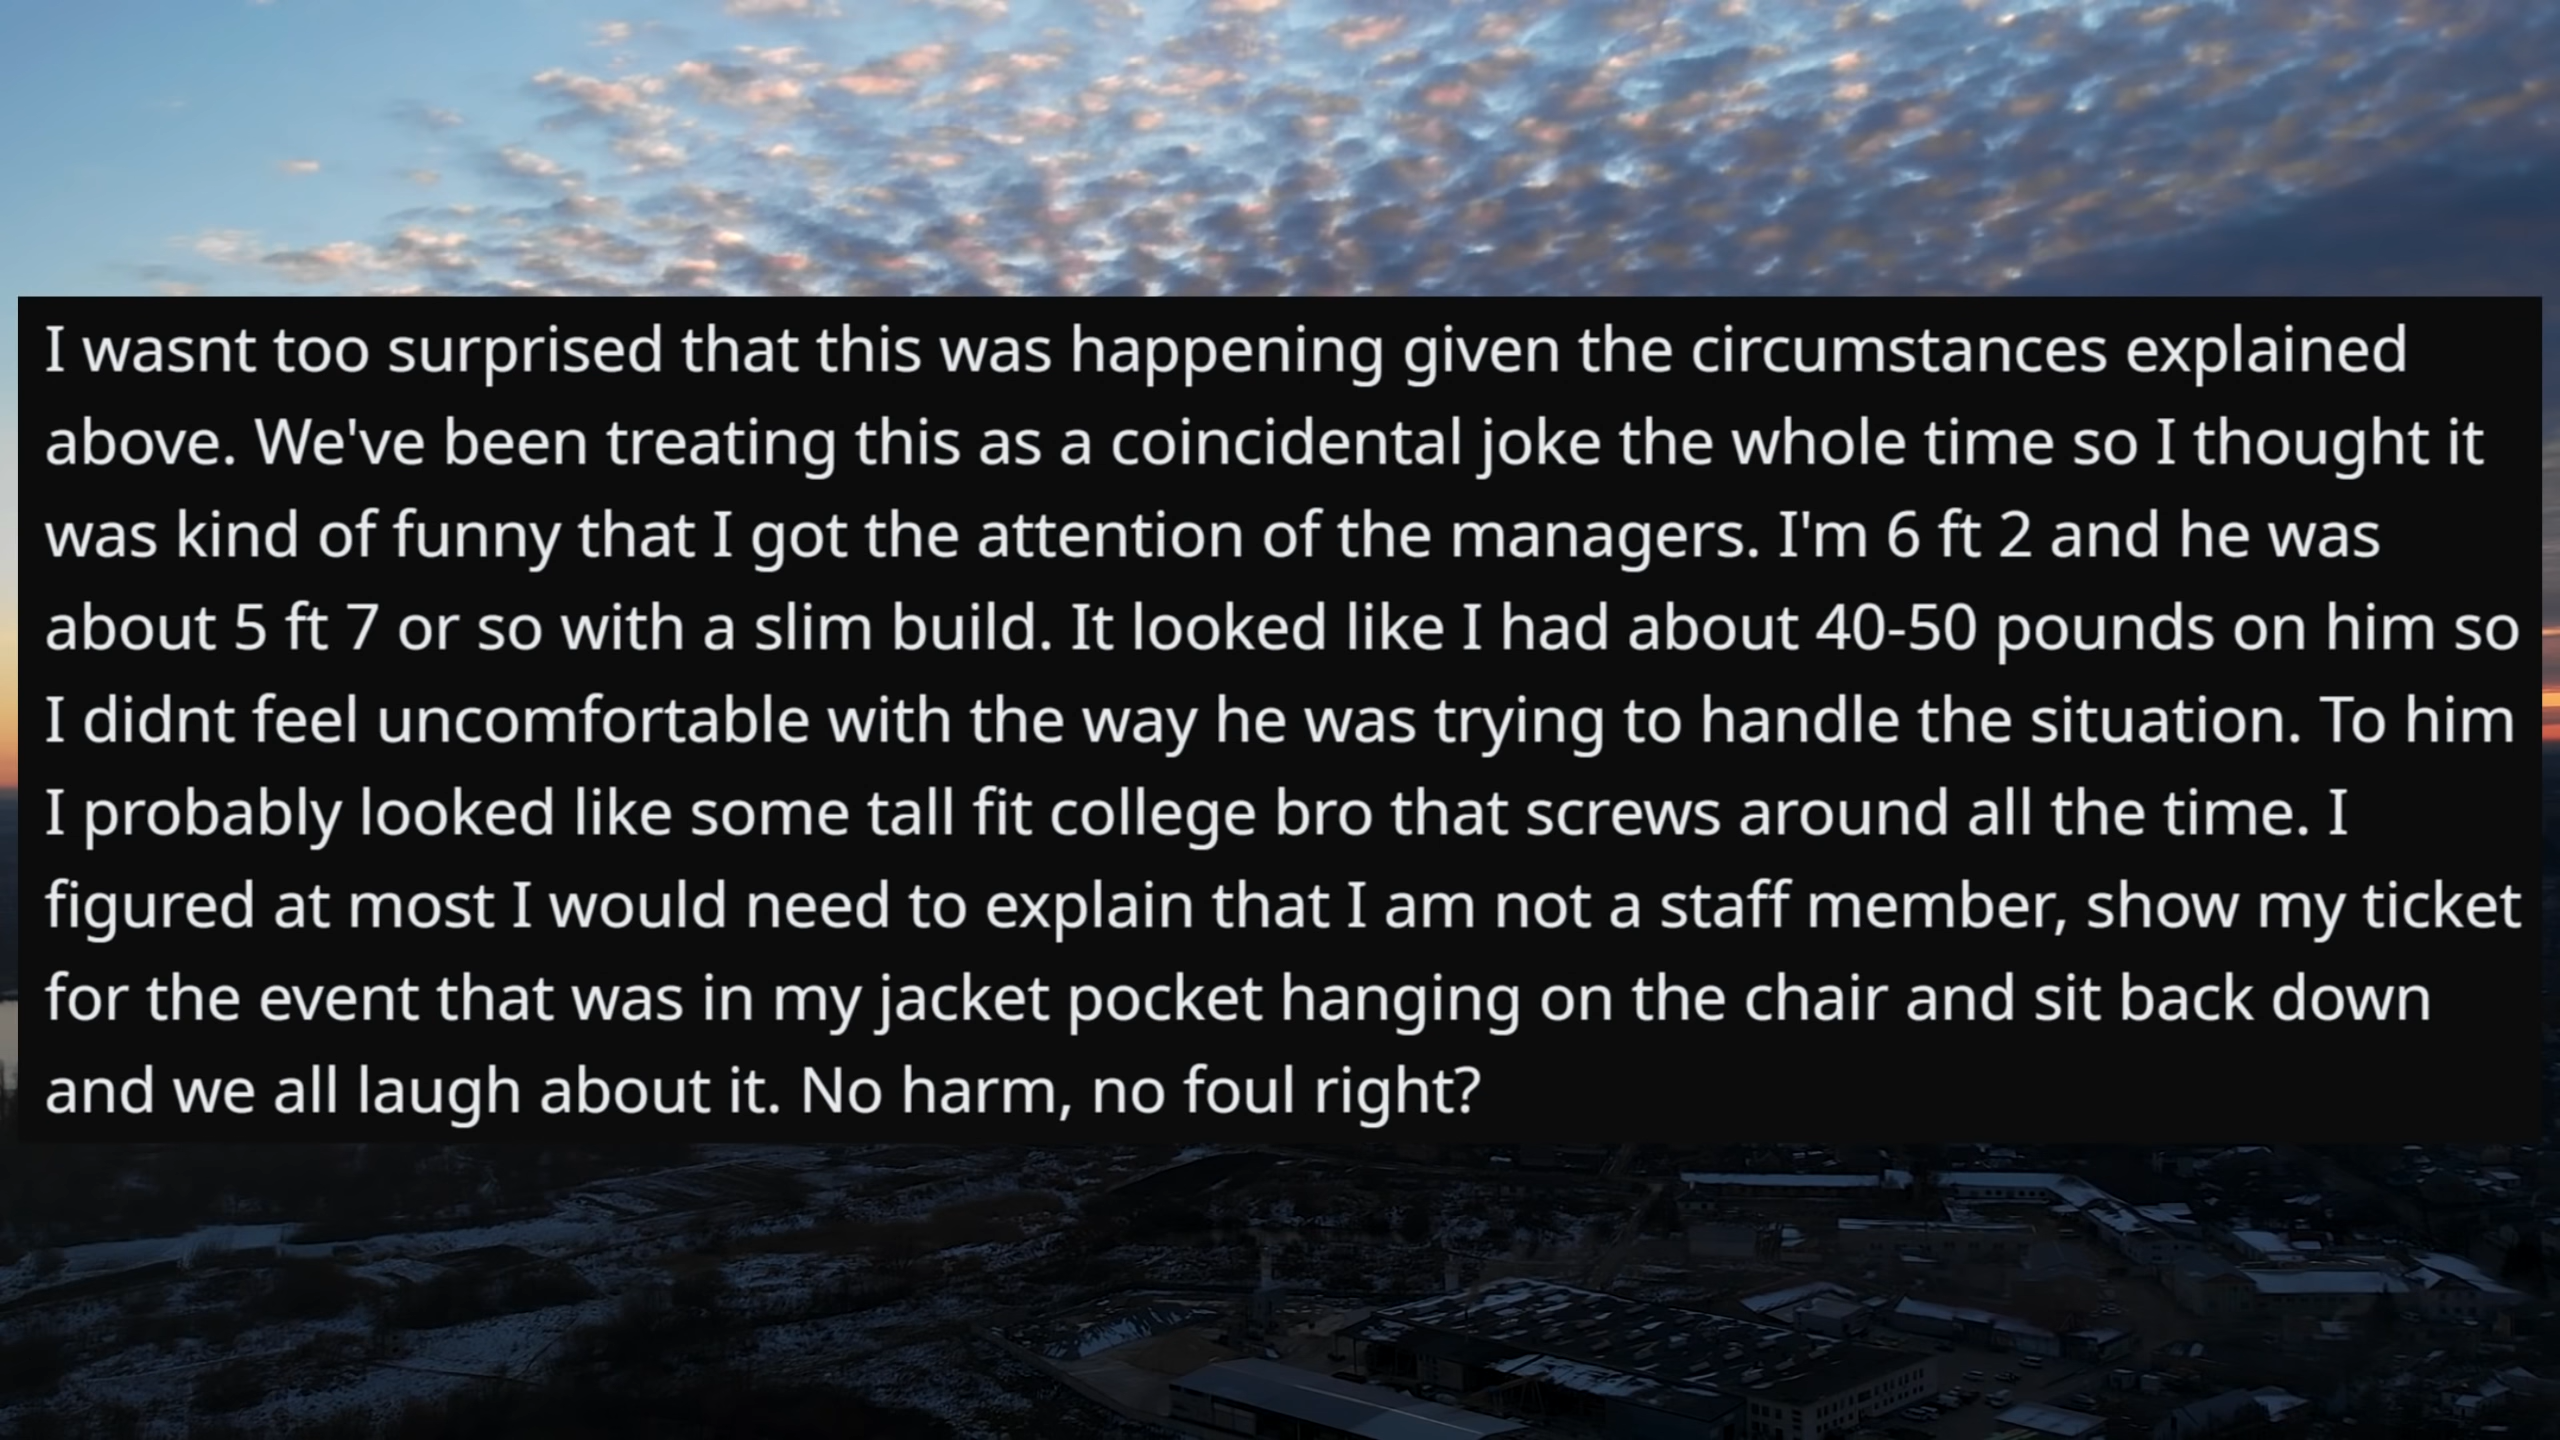 I wasnt too surprised that this was happening given the circumstances explained
above. We've been treating this as a coincidental joke the whole time so I thought it
was kind of funny that I got the attention of the managers. I'm 6 ft 2 and he was
about 5 ft 7 or so with a slim build. It looked like I had about 40-50 pounds on him so
I didnt feel uncomfortable with the way he was trying to handle the situation. To him
I probably looked like some tall fit college bro that screws around all the time. I
figured at most I would need to explain that I am not a staff member, show my ticket
for the event that was in my jacket pocket hanging on the chair and sit back down
and we all laugh about it. No harm, no foul right?